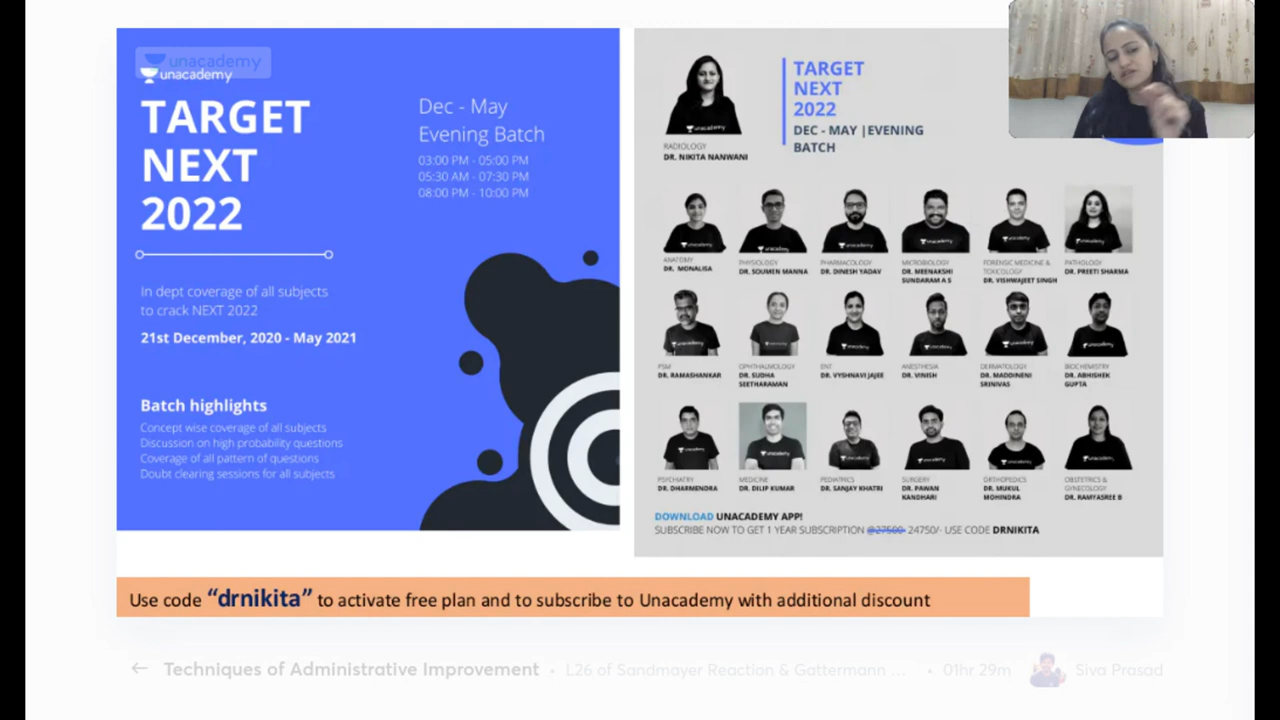 unacademy
unacademy
TARGET
NEXT
2022
Dec - May
Evening Batch
03:00 PM - 05:00 PM
05:30 AM - 07:30 PM
08:00 PM - 10:00 PM
In dept coverage of all subjects
to crack NEXT 2022
21st December, 2020 - May 2021
Batch highlights
Concept wise coverage of all subjects
Discussion on high probability questions
Coverage of all pattern of questions
Doubt clearing sessions for all subjects
unacademy
RADIOLOGY
DR. NIKITA NANWANI
TARGET
NEXT
2022
DEC - MAY |EVENING
BATCH
ANATOMY
DR. MONALISA
PHYSIOLOGY
DR. SOUMEN MANNA
PHARMACOLOGY
DR. DINESH YADAV
MICROBIOLOGY
DR. MEENAKSHI
SUNDARAM A S
FORENSIC MEDICINE &
TOXICOLOGY
DR. VISHWAJEET SINGH
PATHOLOGY
DR. PREETI SHARMA
PSM
DR. RAMASHANKAR
OPHTHALMOLOGY
DR. SUDHA
SEETHARAMAN
ENT
DR. VYSHNAVI JAJEE
ANESTHESIA
DR. VINISH
DERMATOLOGY
DR. MADDINENI
SRINIVAS
BIOCHEMISTRY
DR. ABHISHEK
GUPTA
PSYCHIATRY
DR. DHARMENDRA
MEDICINE
DR. DILIP KUMAR
PEDIATRICS
DR. SANJAY KHATRI
SURGERY
DR. PAWAN
KANDHARI
ORTHOPEDICS
DR. MUKUL
MOHINDRA
OBSTETRICS &
GYNECOLOGY
DR. RAMYASREE B
DOWNLOAD UNACADEMY APP!
SUBSCRIBE NOW TO GET 1 YEAR SUBSCRIPTION @27500 24750/- USE CODE DRNIKITA
Use code “drnikita” to activate free plan and to subscribe to Unacademy with additional discount
← Techniques of Administrative Improvement • L26 of Sandmayer Reaction & Gattermann ... • 01hr 29m Siva Prasad